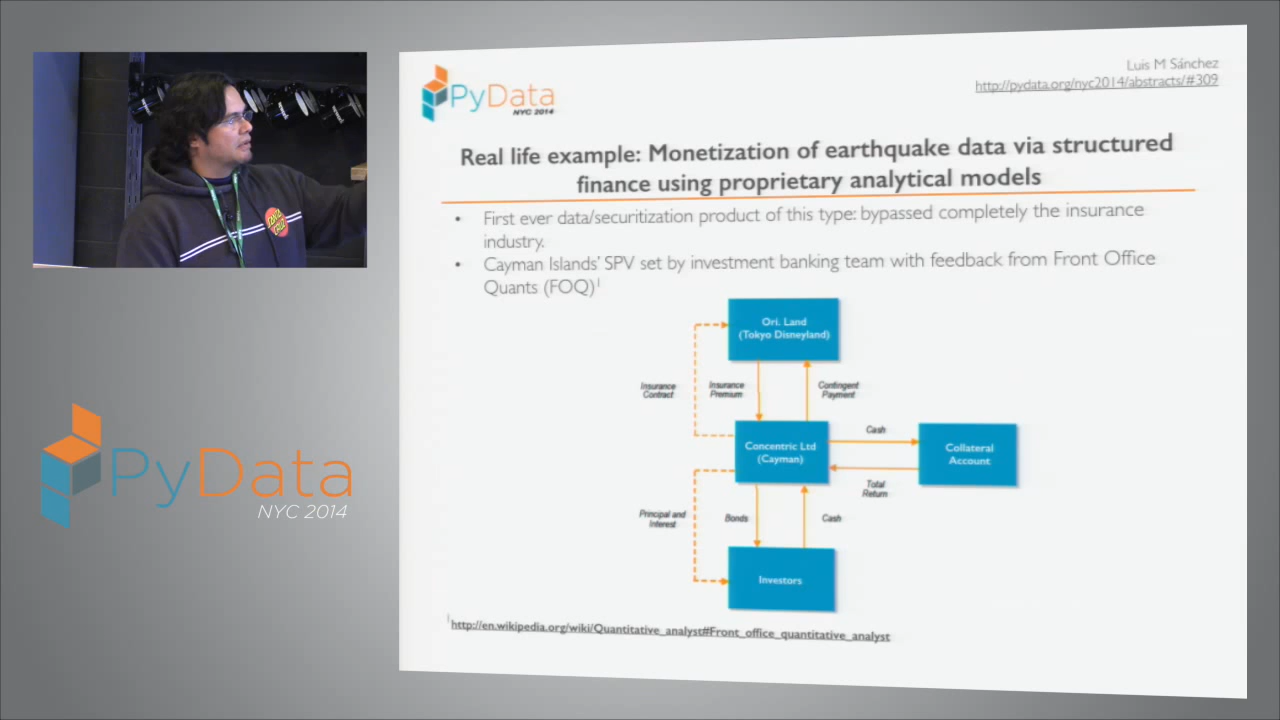 Luis M Sánchez
http://pydata.org/nyc2014/abstracts/#309
PyData
NYC 2014
Real life example: Monetization of earthquake data via structured
finance using proprietary analytical models
• First ever data/securitization product of this type: bypassed completely the insurance
industry.
• Cayman Islands' SPV set by investment banking team with feedback from Front Office
Quants (FOQ)1
Ori. Land
(Tokyo Disneyland)
Insurance
Contract
Insurance
Premium
Contingent
Payment
Concentric Ltd
(Cayman)
Cash
Collateral
Account
Total
Return
Principal and
Interest
Bonds
Cash
Investors
1http://en.wikipedia.org/wiki/Quantitative_analyst#Front_office_quantitative_analyst
PyData
NYC 2014